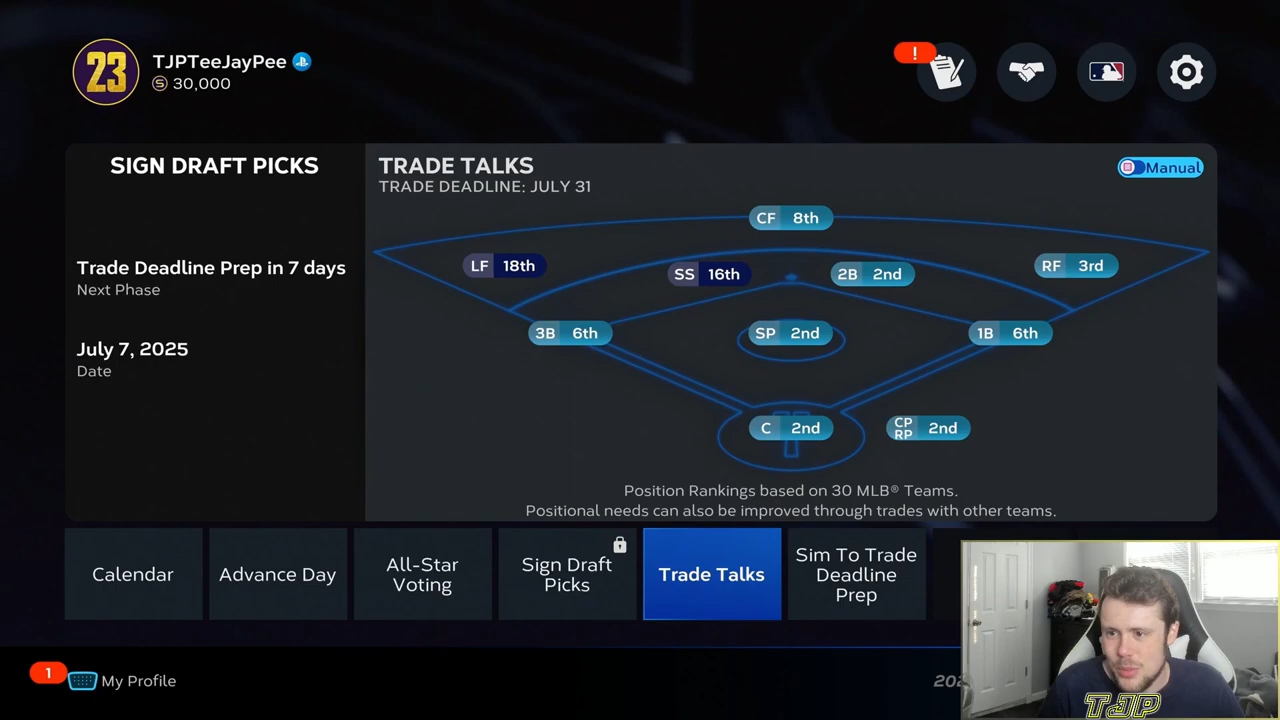 23
TJPTeeJayPee
S 30,000
!
SIGN DRAFT PICKS
Trade Deadline Prep in 7 days
Next Phase
July 7, 2025
Date
TRADE TALKS
TRADE DEADLINE: JULY 31
Manual
CF 8th
LF 18th
SS 16th
2B 2nd
RF 3rd
3B 6th
SP 2nd
1B 6th
C 2nd
CP
RP 2nd
Position Rankings based on 30 MLB® Teams.
Positional needs can also be improved through trades with other teams.
Calendar
Advance Day
All-Star
Voting
Sign Draft
Picks
Trade Talks
Sim To Trade
Deadline
Prep
1
My Profile
202
TJP